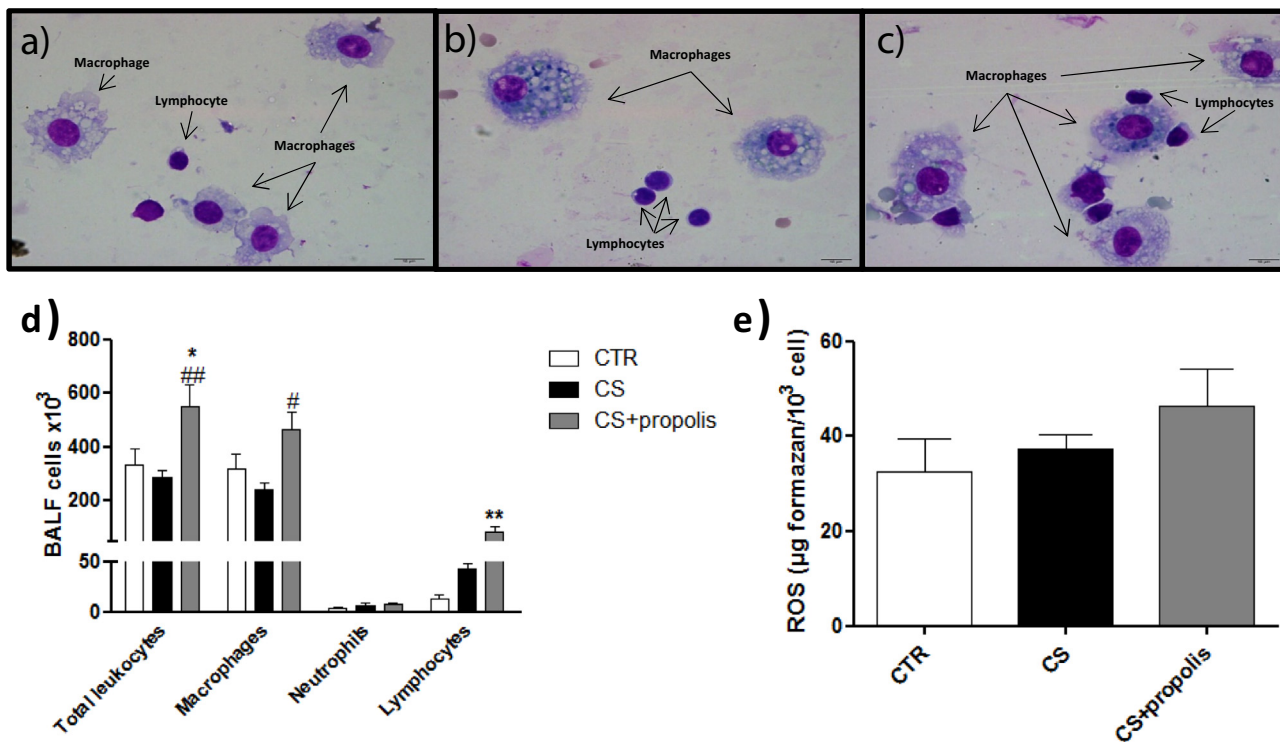 a)
Macrophage
Lymphocyte
Macrophages
b)
Macrophages
Lymphocytes
c)
Macrophages
Lymphocytes
d)
800
600
400
200
50
0
BALF cells x10³
*
##
#
**
CTR
CS
CS+propolis
Total leukocytes
Macrophages
Neutrophils
Lymphocytes
e)
60
40
20
0
ROS (µg formazan/10³ cell)
CTR
CS
CS+propolis